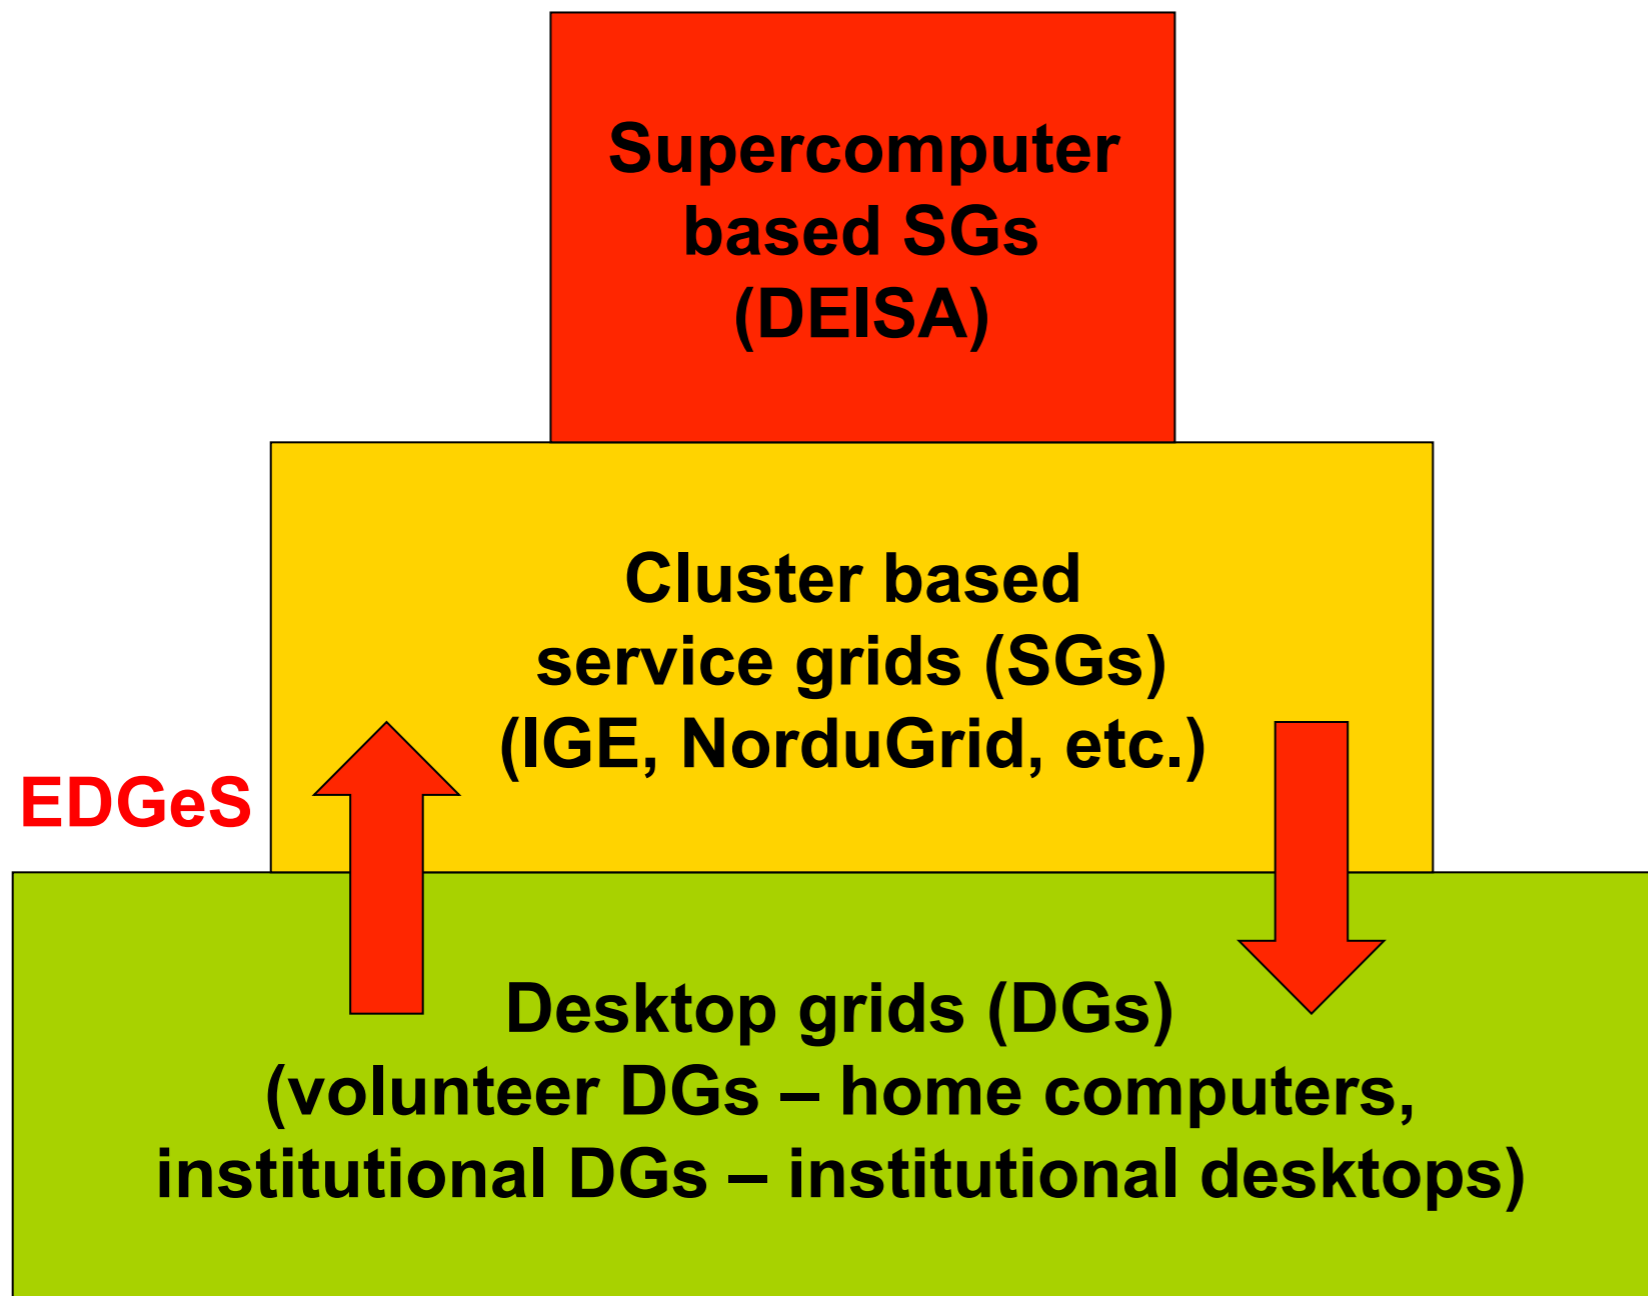 Supercomputer
based SGs
(DEISA)
Cluster based
service grids (SGs)
(IGE, NorduGrid, etc.)
EDGeS
Desktop grids (DGs)
(volunteer DGs – home computers,
institutional DGs – institutional desktops)